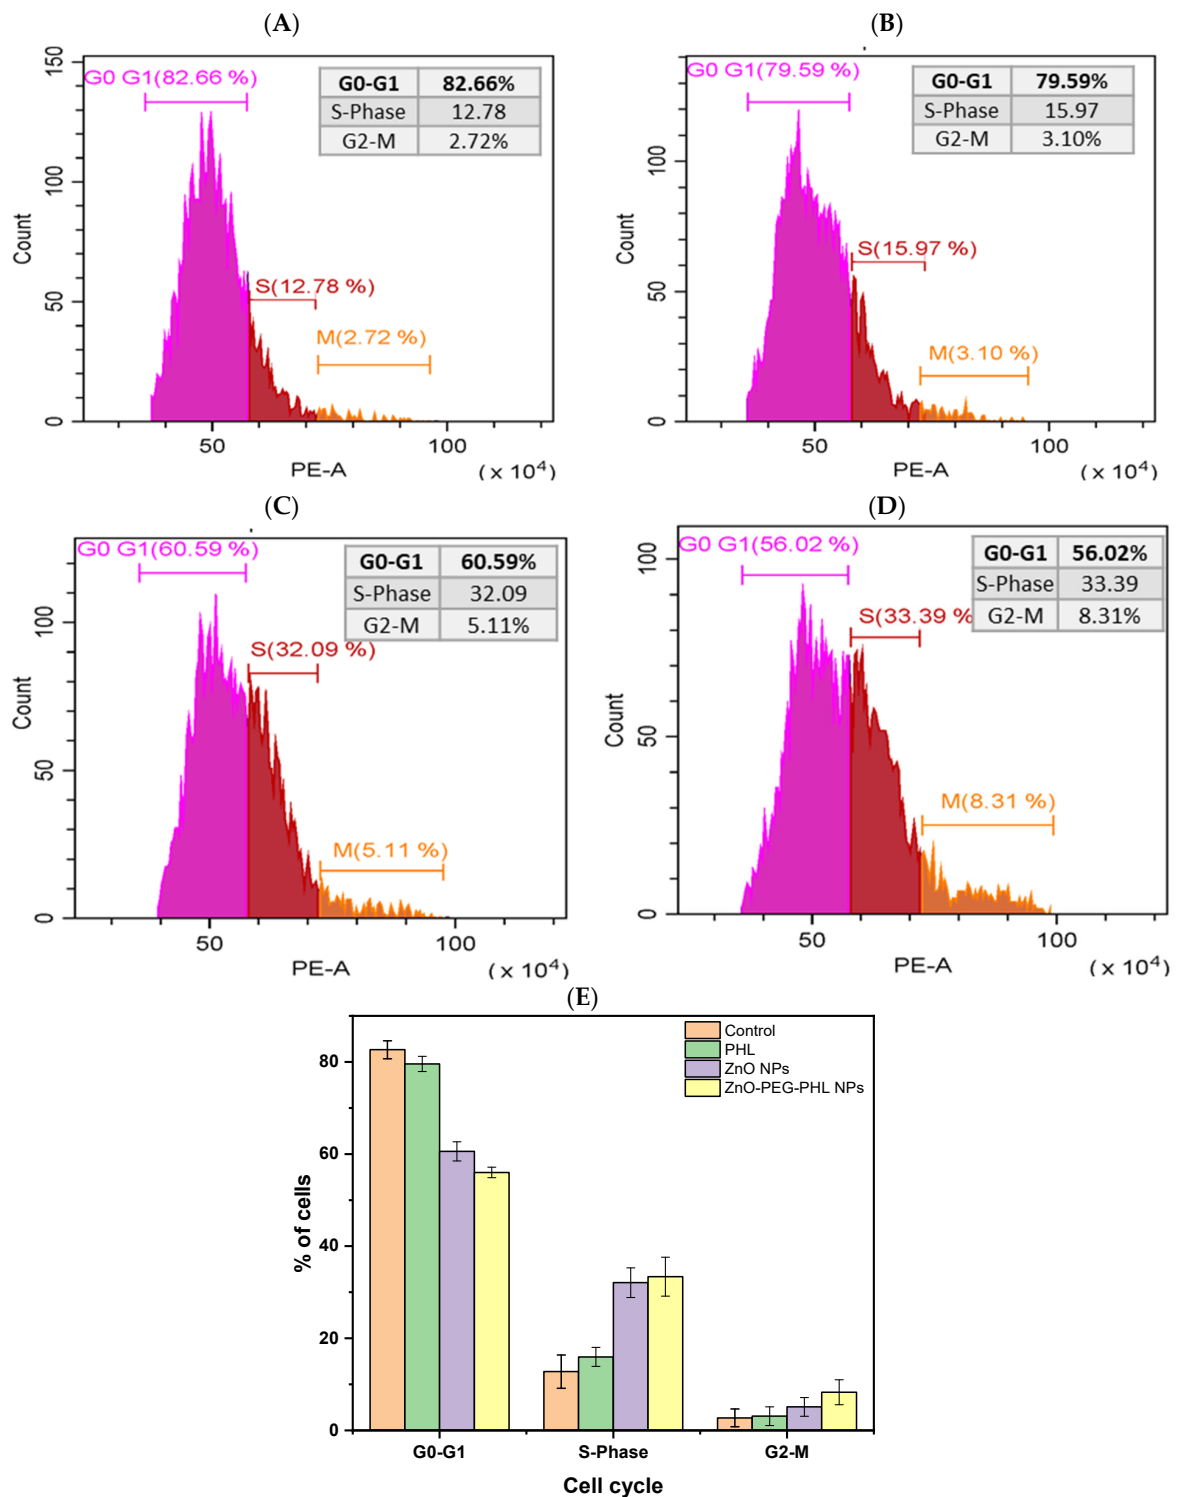 (A)
150
100
50
0
Count
G0 G1(82.66 %)
S(12.78 %)
M(2.72 %)
G0-G1 82.66%
S-Phase 12.78
G2-M 2.72%
50 100
PE-A (x 10⁴)
(B)
100
50
0
Count
G0 G1(79.59 %)
S(15.97 %)
M(3.10 %)
G0-G1 79.59%
S-Phase 15.97
G2-M 3.10%
50 100
PE-A (x 10⁴)
(C)
100
50
0
Count
G0 G1(60.59 %)
S(32.09 %)
M(5.11 %)
G0-G1 60.59%
S-Phase 32.09
G2-M 5.11%
50 100
PE-A (x 10⁴)
(D)
100
50
0
Count
G0 G1(56.02 %)
S(33.39 %
M(8.31 %)
G0-G1 56.02%
S-Phase 33.39
G2-M 8.31%
50 100
PE-A (x 10⁴)
(E)
Control
PHL
ZnO NPs
ZnO-PEG-PHL NPs
80
60
40
20
0
% of cells
G0-G1 S-Phase G2-M
Cell cycle